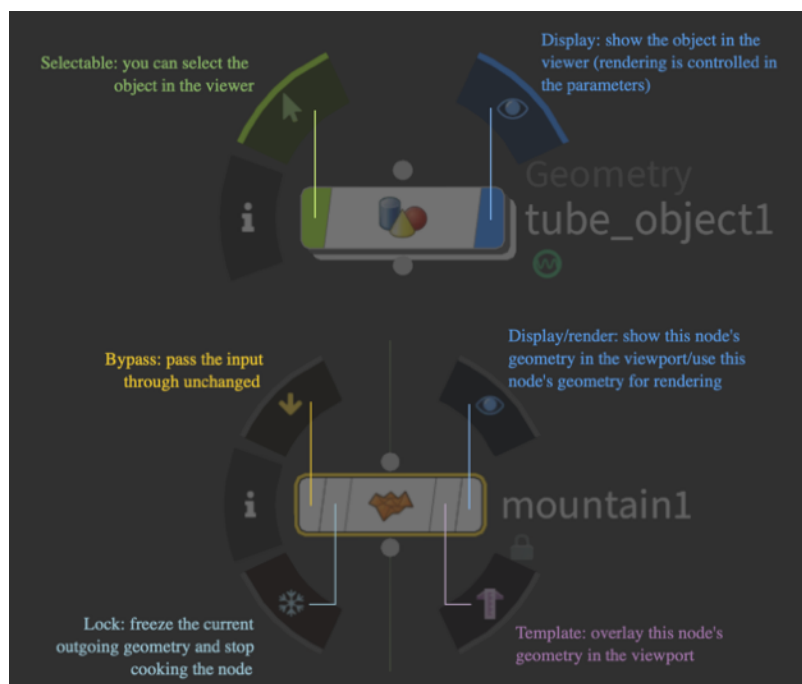 Selectable: you can select the
object in the viewer
Display: show the object in the
viewer (rendering is controlled in
the parameters)
Geometry
tube_object1
Bypass: pass the input
through unchanged
Display/render: show this node's
geometry in the viewport/use this
node's geometry for rendering
mountain1
Lock: freeze the current
outgoing geometry and stop
cooking the node
Template: overlay this node's
geometry in the viewport